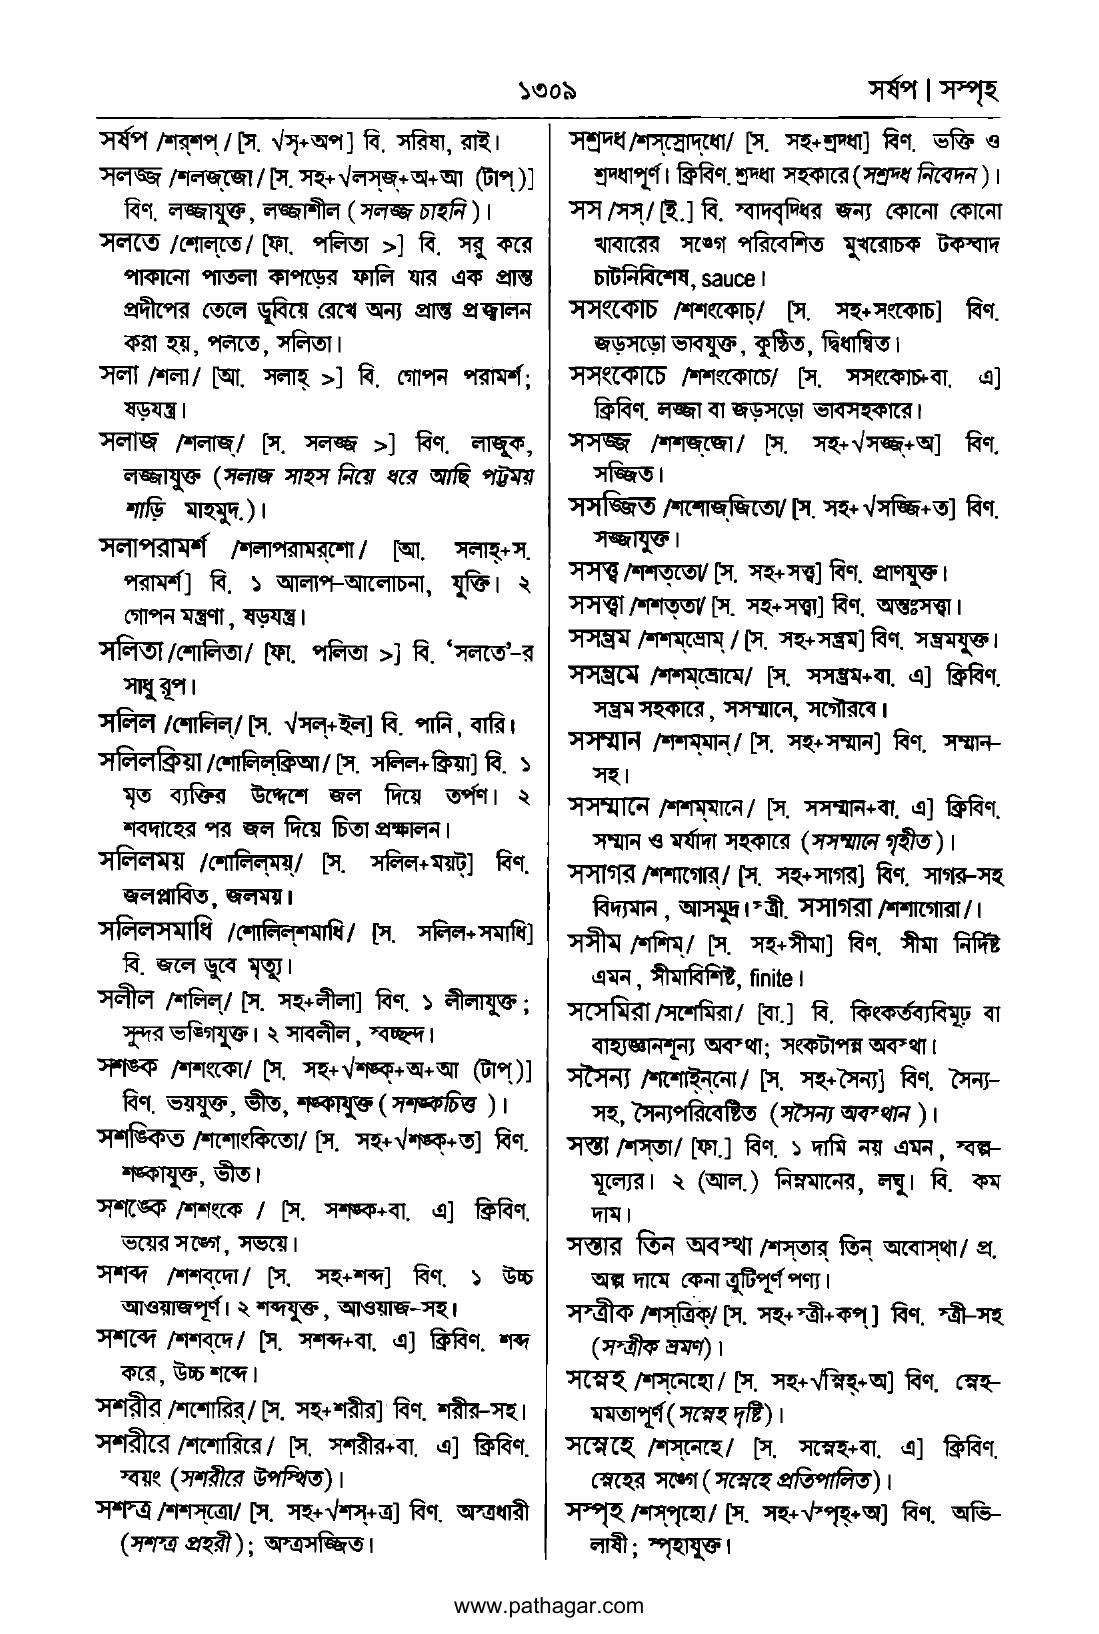 ১৩০৯
সর্ষপ | সস্পৃহ
সর্ষপ /শর্‌শপ্‌/ [স. √সৃ+অপ] বি. সরিষা, রাই।
সলজ্জ /শলজ্‌জো/ [স. সহ+√লস্‌জ্‌+অ+আ (টাপ্‌)]
বিণ. লজ্জাযুক্ত, লজ্জাশীল (সলজ্জ চাহনি)।
সলতে /শোল্‌তে/ [ফা. পলিতা >] বি. সরু করে
পাকানো পাতলা কাপড়ের ফালি যার এক প্রান্ত
প্রদীপের তেলে ডুবিয়ে রেখে অন্য প্রান্ত প্রজ্বালন
করা হয়, পলতে, সলিতা।
সলা /শলা/ [আ. সলাহ্‌ >] বি. গোপন পরামর্শ;
ষড়যন্ত্র।
সলাজ /শলাজ্‌/ [স. সলজ্জ >] বিণ. লাজুক,
লজ্জাযুক্ত (সলাজ সাহস নিয়ে ধরে আছি পট্টময়
শাড়ি মাহমুদ.)।
সলাপরামর্শ /শলাপরামর্‌শো/ [আ. সলাহ্‌+স.
পরামর্শ] বি. ১ আলাপ-আলোচনা, যুক্তি। ২
গোপন মন্ত্রণা, ষড়যন্ত্র।
সলিতা /শোলিতা/ [ফা. পলিতা >] বি. ‘সলতে’-র
সাধু রূপ।
সলিল /শোলিল্‌/ [স. √সল্‌+ইল] বি. পানি, বারি।
সলিলক্রিয়া /শোলিল্‌ক্রিআ/ [স. সলিল+ক্রিয়া] বি. ১
মৃত ব্যক্তির উদ্দেশে জল দিয়ে তর্পণ। ২
শবদাহের পর জল দিয়ে চিতা প্রক্ষালন।
সলিলময় /শোলিল্‌ময়্‌/ [স. সলিল+ময়ট্‌] বিণ.
জলপ্লাবিত, জলময়।
সলিলসমাধি /শোলিল্‌শমাধি/ [স. সলিল+সমাধি]
বি. জলে ডুবে মৃত্যু।
সলীল /শলিল্‌/ [স. সহ+লীলা] বিণ. ১ লীলাযুক্ত;
সুন্দর ভঙ্গিযুক্ত। ২ সাবলীল, স্বচ্ছন্দ।
সশঙ্ক /শশংকো/ [স. সহ+√শঙ্ক্‌+অ+আ (টাপ্‌)]
বিণ. ভয়যুক্ত, ভীত, শঙ্কাযুক্ত (সশঙ্কচিত্ত )।
সশঙ্কিত /শশোংকিতো/ [স. সহ+√শঙ্ক্‌+ত] বিণ.
শঙ্কাযুক্ত, ভীত।
সশঙ্কে /শশংকে / [স. সশঙ্ক+বা. এ] ক্রিবিণ.
ভয়ের সঙ্গে, সভয়ে।
সশব্দ /শশব্‌দো/ [স. সহ+শব্দ] বিণ. ১ উচ্চ
আওয়াজপূর্ণ। ২ শব্দযুক্ত, আওয়াজ-সহ।
সশব্দে /শশব্‌দে/ [স. সশব্দ+বা. এ] ক্রিবিণ. শব্দ
করে, উচ্চ শব্দে।
সশরীর /শশোরির্‌/ [স. সহ+শরীর] বিণ. শরীর-সহ।
সশরীরে /শশোরিরে/ [স. সশরীর+বা. এ] ক্রিবিণ.
স্বয়ং (সশরীরে উপস্থিত)।
সশস্ত্র /শশস্‌ত্রো/ [স. সহ+√শস্‌+ত্র] বিণ. অস্ত্রধারী
(সশস্ত্র প্রহরী); অস্ত্রসজ্জিত।
সশ্রদ্ধ /শস্‌স্রোদ্‌ধো/ [স. সহ+শ্রদ্ধা] বিণ. ভক্তি ও
শ্রদ্ধাপূর্ণ। ক্রিবিণ. শ্রদ্ধা সহকারে (সশ্রদ্ধ নিবেদন)।
সস /সস্‌/ [ই.] বি. স্বাদবৃদ্ধির জন্য কোনো কোনো
খাবারের সঙ্গে পরিবেশিত মুখরোচক টকস্বাদ
চাটনিবিশেষ, sauce।
সসংকোচ /শশংকোচ্‌/ [স. সহ+সংকোচ] বিণ.
জড়সড়ো ভাবযুক্ত, কুণ্ঠিত, দ্বিধান্বিত।
সসংকোচে /শশংকোচে/ [স. সসংকোচ+বা. এ]
ক্রিবিণ. লজ্জা বা জড়সড়ো ভাবসহকারে।
সসজ্জ /শশজ্‌জো/ [স. সহ+√সজ্জ্‌+অ] বিণ.
সজ্জিত।
সসজ্জিত /শশোজ্‌জিতো/ [স. সহ+√সজ্জি+ত] বিণ.
সজ্জাযুক্ত।
সসত্ত্ব /শশত্‌তো/ [স. সহ+সত্ত্ব] বিণ. প্রাণযুক্ত।
সসত্ত্বা /শশত্‌তা/ [স. সহ+সত্ত্বা] বিণ. অন্তঃসত্ত্বা।
সসম্ভ্রম /শশম্‌ভ্রোম্‌/ [স. সহ+সম্ভ্রম] বিণ. সম্ভ্রমযুক্ত।
সসম্ভ্রমে /শশম্‌ভ্রোমে/ [স. সসম্ভ্রম+বা. এ] ক্রিবিণ.
সম্ভ্রম সহকারে, সসম্মানে, সগৌরবে।
সসম্মান /শশম্‌মান্‌/ [স. সহ+সম্মান] বিণ. সম্মান-
সহ।
সসম্মানে /শশম্‌মানে/ [স. সসম্মান+বা. এ] ক্রিবিণ.
সম্মান ও মর্যাদা সহকারে (সসম্মানে গৃহীত)।
সসাগর /শশাগোর্‌/ [স. সহ+সাগর] বিণ. সাগর-সহ
বিদ্যমান, আসমুদ্র। স্ত্রী. সসাগরা /শশাগোরা/।
সসীম /শশিম্‌/ [স. সহ+সীমা] বিণ. সীমা নির্দিষ্ট
এমন, সীমাবিশিষ্ট, finite।
সসেমিরা /সশেমিরা/ [বা.] বি. কিংকর্তব্যবিমূঢ় বা
বাহ্যজ্ঞানশূন্য অবস্থা; সংকটাপন্ন অবস্থা।
সসৈন্য /শশোইন্‌নো/ [স. সহ+সৈন্য] বিণ. সৈন্য-
সহ, সৈন্যপরিবেষ্টিত (সসৈন্য অবস্থান )।
সস্তা /শস্‌তা/ [ফা.] বিণ. ১ দামি নয় এমন, স্বল্প-
মূল্যের। ২ (আল.) নিম্নমানের, লঘু। বি. কম
দাম।
সস্তার তিন অবস্থা /শস্‌তার্‌ তিন্‌ অবোস্‌থা/ প্র.
অল্প দামে কেনা ত্রুটিপূর্ণ পণ্য।
সস্ত্রীক /শস্‌ত্রিক্‌/ [স. সহ+স্ত্রী+কপ্‌] বিণ. স্ত্রী-সহ
(সস্ত্রীক ভ্রমণ)।
সস্নেহ /শস্‌নেহো/ [স. সহ+√স্নিহ্‌+অ] বিণ. স্নেহ-
মমতাপূর্ণ (সস্নেহ দৃষ্টি)।
সস্নেহে /শস্‌নেহে/ [স. সস্নেহ+বা. এ] ক্রিবিণ.
স্নেহের সঙ্গে (সস্নেহে প্রতিপালিত)।
সস্পৃহ /শস্‌পৃহো/ [স. সহ+√স্পৃহ্‌+অ] বিণ. অভি-
লাষী; স্পৃহাযুক্ত।
www.pathagar.com